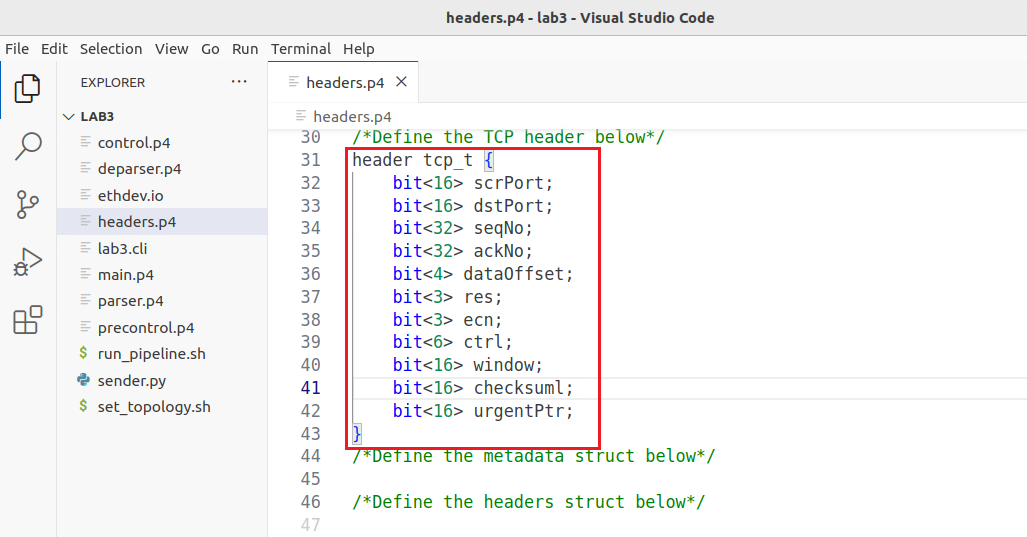 headers.p4 - lab3 - Visual Studio Code
File Edit Selection View Go Run Terminal Help
EXPLORER ···
LAB3
control.p4
deparser.p4
ethdev.io
headers.p4
lab3.cli
main.p4
parser.p4
precontrol.p4
$ run_pipeline.sh
sender.py
$ set_topology.sh
headers.p4 ×
headers.p4
30 /*Define the TCP header below*/
31 header tcp_t {
32 bit<16> scrPort;
33 bit<16> dstPort;
34 bit<32> seqNo;
35 bit<32> ackNo;
36 bit<4> dataOffset;
37 bit<3> res;
38 bit<3> ecn;
39 bit<6> ctrl;
40 bit<16> window;
41 bit<16> checksuml;
42 bit<16> urgentPtr;
43 }
44 /*Define the metadata struct below*/
45
46 /*Define the headers struct below*/
47